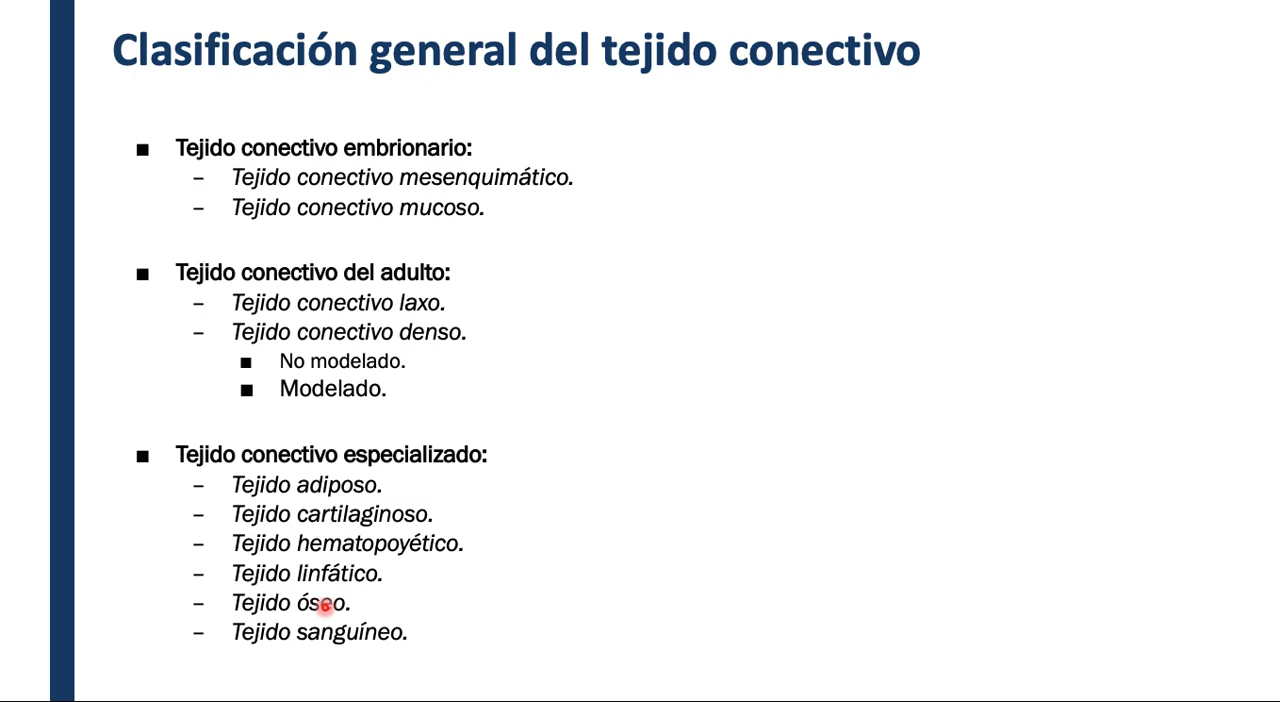 Clasificación general del tejido conectivo
■ Tejido conectivo embrionario:
– Tejido conectivo mesenquimático.
– Tejido conectivo mucoso.
■ Tejido conectivo del adulto:
– Tejido conectivo laxo.
– Tejido conectivo denso.
■ No modelado.
■ Modelado.
■ Tejido conectivo especializado:
– Tejido adiposo.
– Tejido cartilaginoso.
– Tejido hematopoyético.
– Tejido linfático.
– Tejido óseo.
– Tejido sanguíneo.